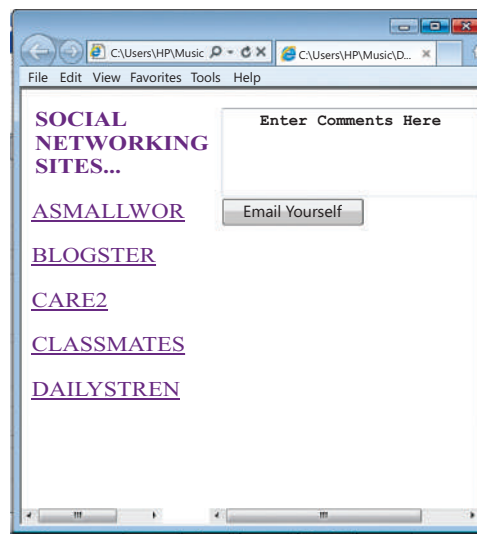 C:\Users\HP\Music
C:\Users\HP\Music\D...
File Edit View Favorites Tools Help
SOCIAL
NETWORKING
SITES...
ASMALLWOR
BLOGSTER
CARE2
CLASSMATES
DAILYSTREN
Enter Comments Here
Email Yourself